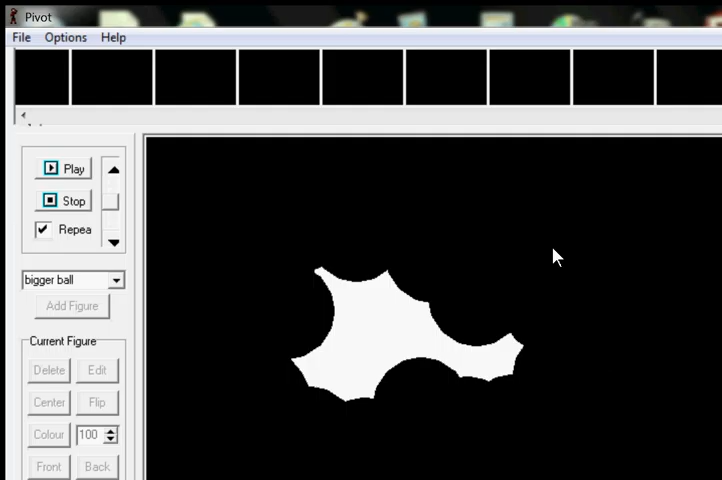 Pivot
File Options Help
Play
Stop
Repea
bigger ball
Add Figure
Current Figure
Delete Edit
Center Flip
Colour 100
Front Back